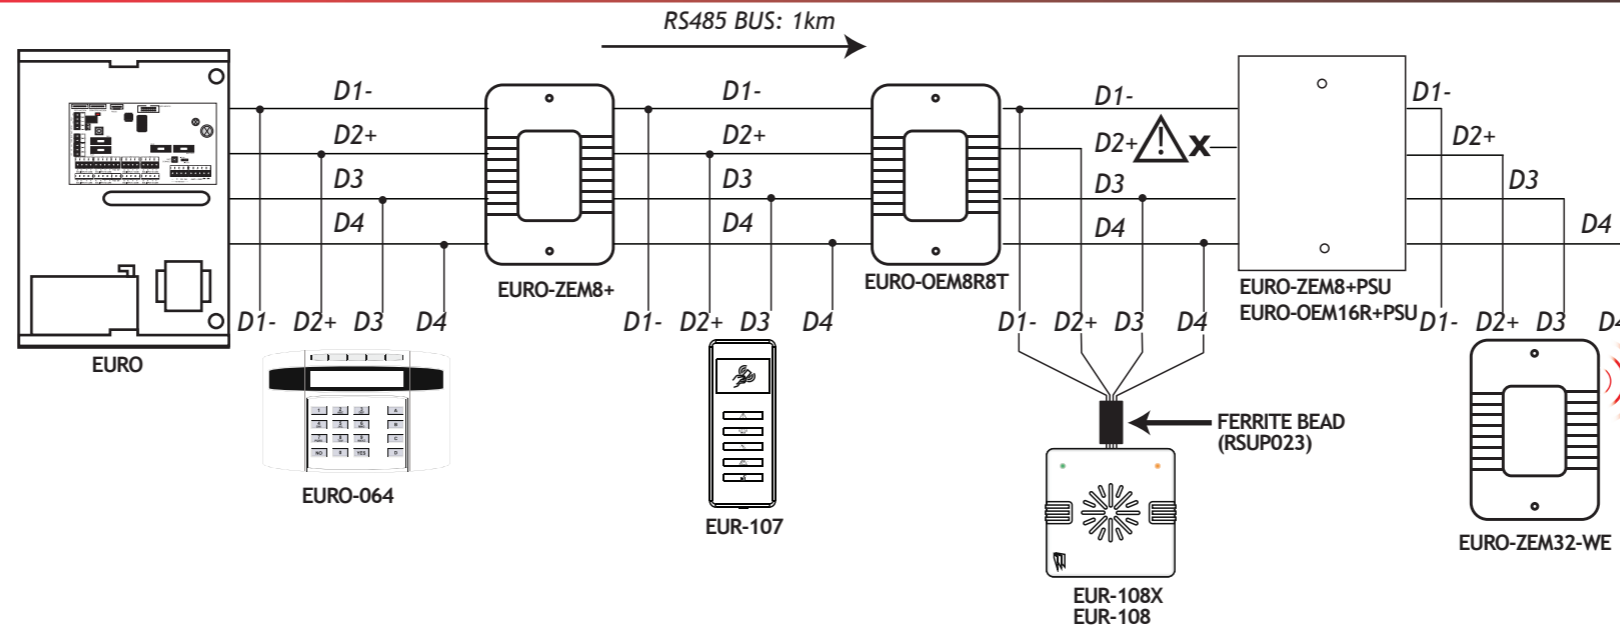 RS485 BUS: 1km
D1- D1- D1- D1-
D2+ D2+ D2+ X D2+
D3 D3 D3 D3
D4 D4 D4 D4
EURO-ZEM8+
EURO-OEM8R8T
EURO-ZEM8+PSU
EURO-OEM16R+PSU
D1- D2+ D3 D4
D1- D2+ D3 D4
D1- D2+ D3 D4
D1- D2+ D3 D4
EURO
EURO-064
EUR-107
FERRITE BEAD
(RSUP023)
EUR-108X
EUR-108
EURO-ZEM32-WE